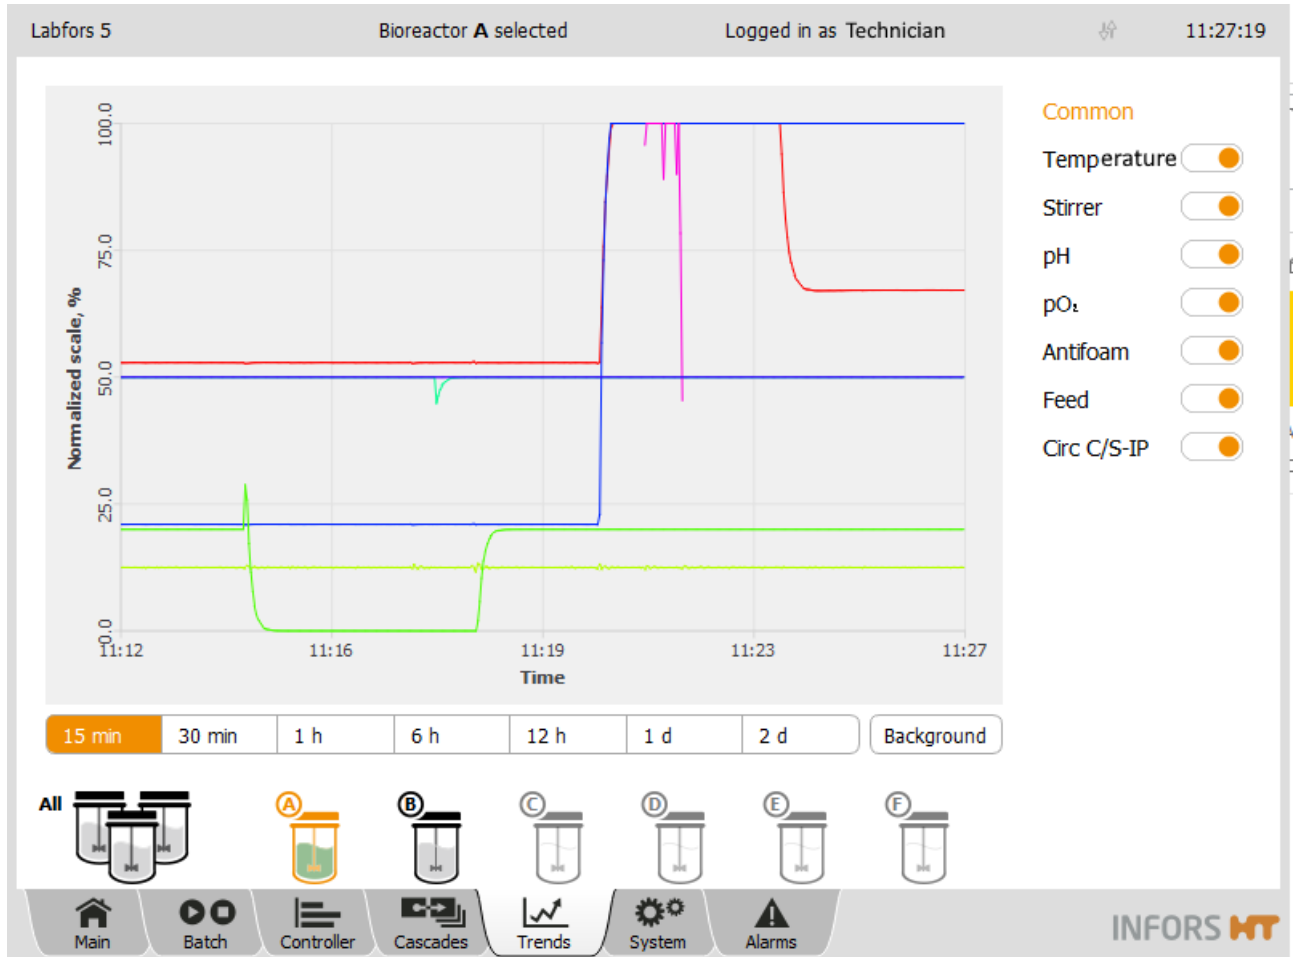 Labfors 5 Bioreactor A selected Logged in as Technician 11:27:19
Common
Temperature
Stirrer
pH
pO₂
Antifoam
Feed
Circ C/S-IP
Normalized scale, %
100.0
75.0
50.0
25.0
0.0
11:12 11:16 11:19 11:23 11:27
Time
15 min 30 min 1 h 6 h 12 h 1 d 2 d Background
All A B C D E F
Main Batch Controller Cascades Trends System Alarms
INFORS HT